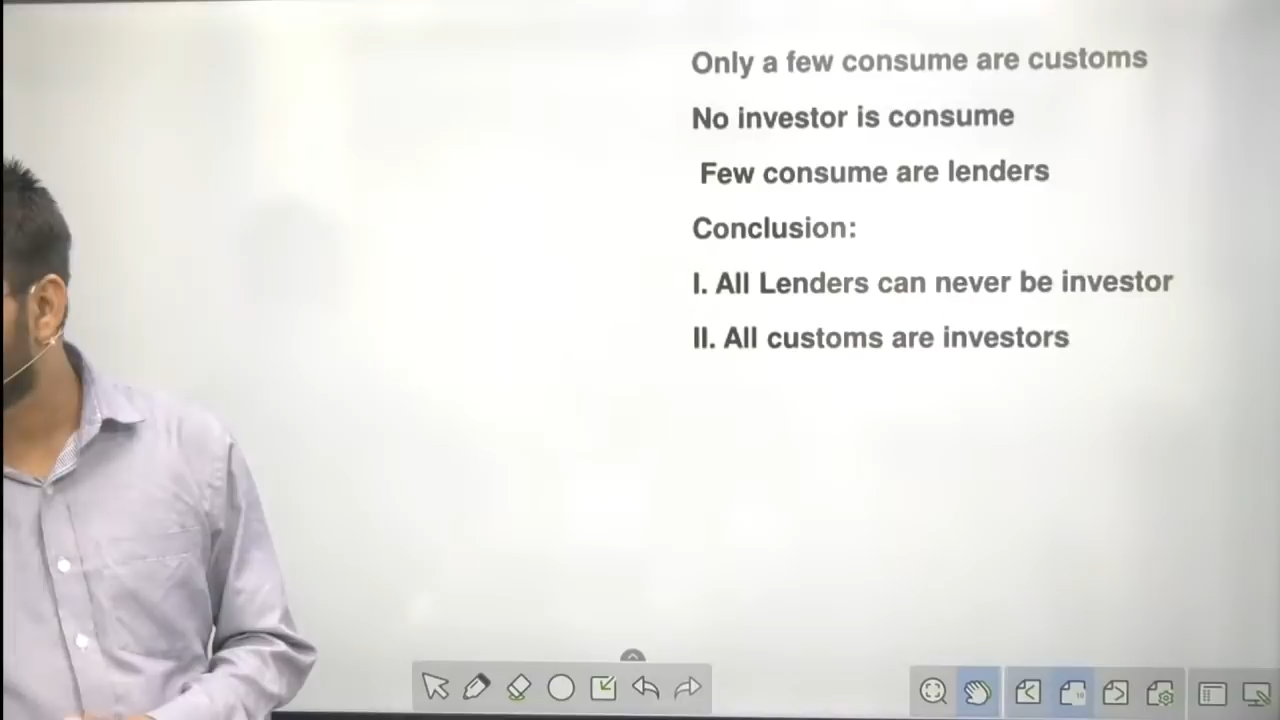 Only a few consume are customs
No investor is consume
Few consume are lenders
Conclusion:
I. All Lenders can never be investor
II. All customs are investors